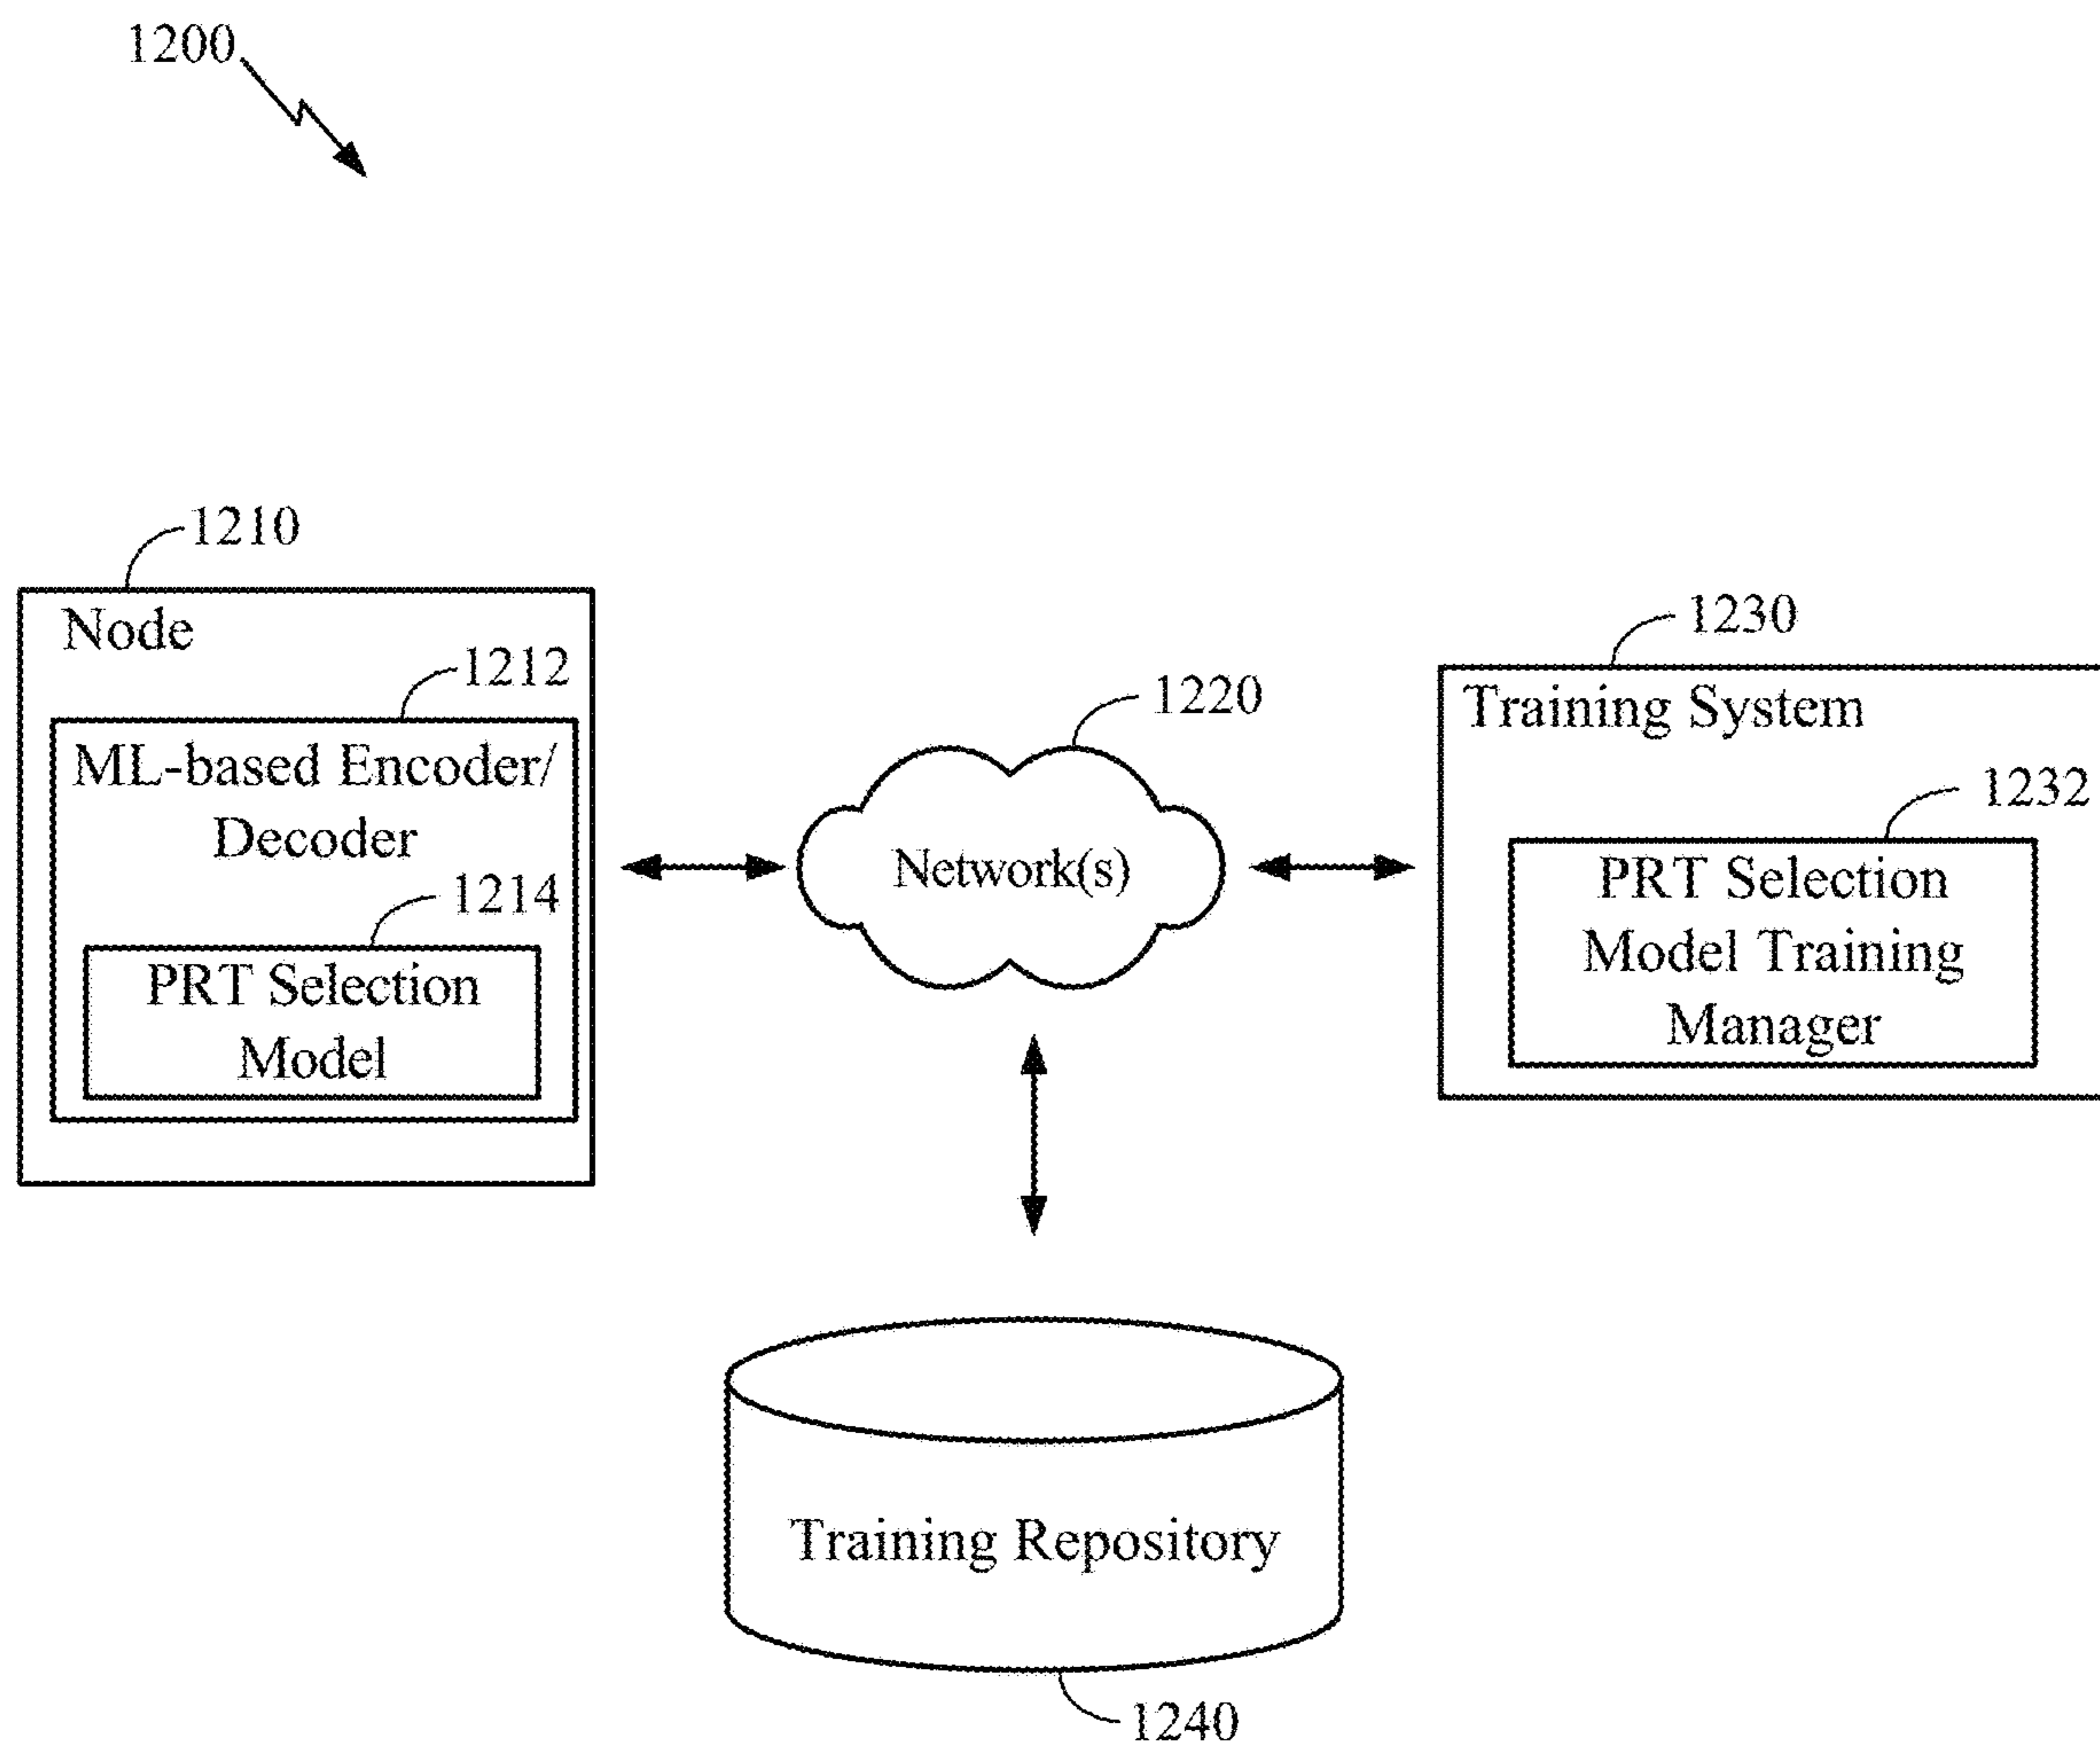 1200
1210
Node
1212
ML-based Encoder/
Decoder
1214
PRT Selection
Model
1220
Network(s)
1230
Training System
1232
PRT Selection
Model Training
Manager
Training Repository
1240